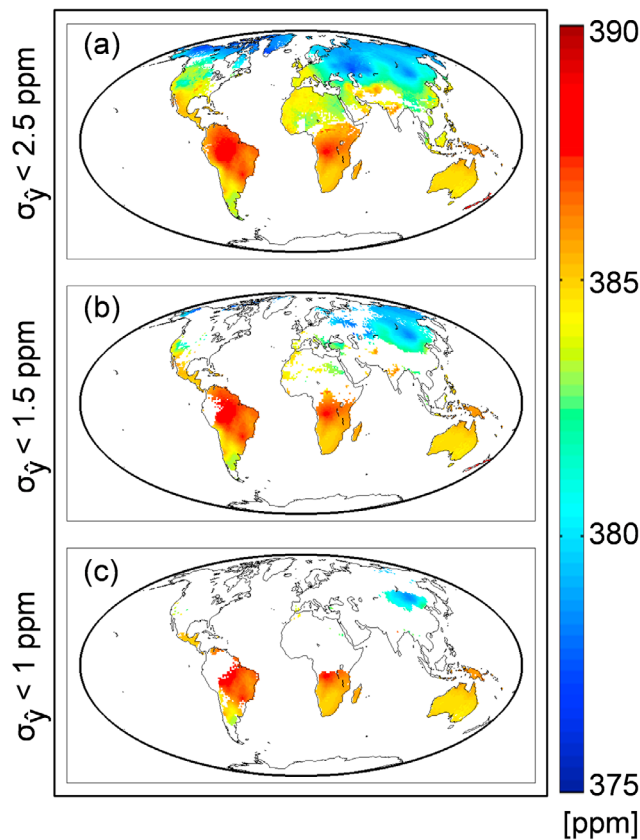 (a)
σŷ < 2.5 ppm
(b)
σŷ < 1.5 ppm
(c)
σŷ < 1 ppm
390
385
380
375
[ppm]